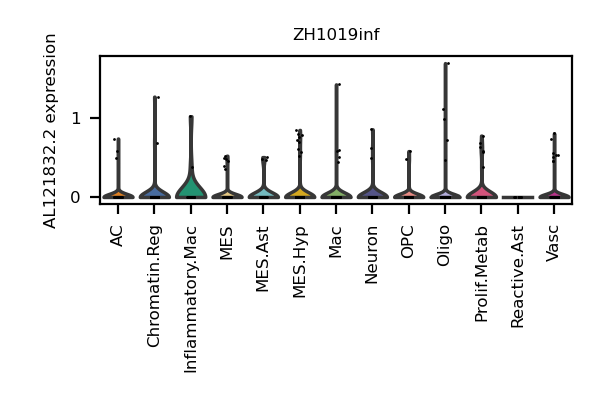 ZH1019inf
AL121832.2 expression
1
0
AC
Chromatin.Reg
Inflammatory.Mac
MES
MES.Ast
MES.Hyp
Mac
Neuron
OPC
Oligo
Prolif.Metab
Reactive.Ast
Vasc